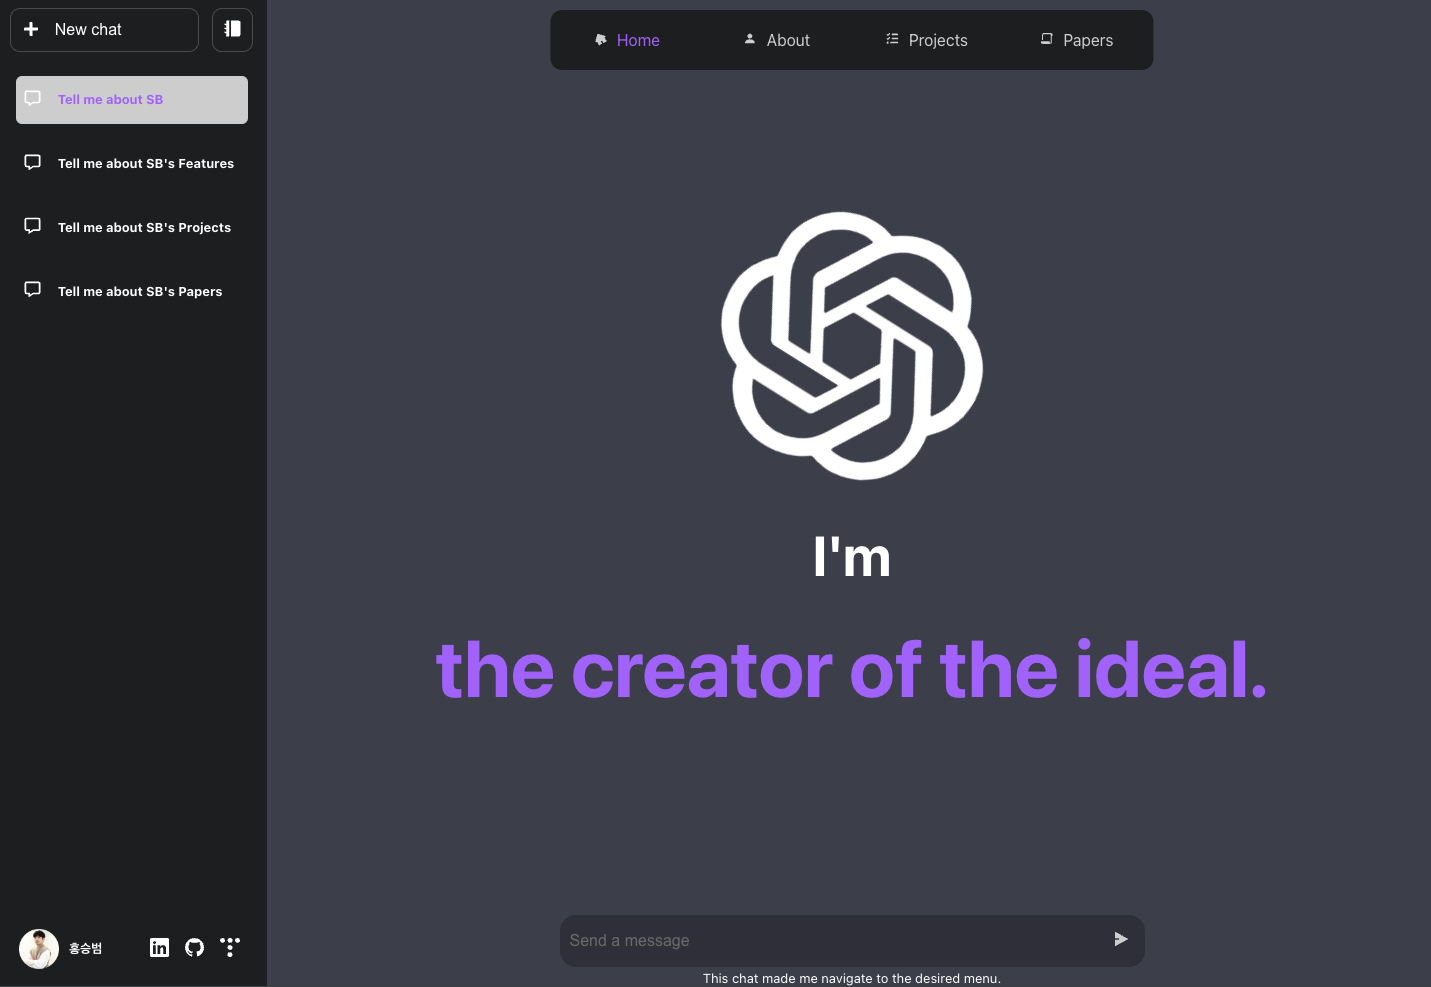 New chat
Tell me about SB
Tell me about SB's Features
Tell me about SB's Projects
Tell me about SB's Papers
홍승범
in
Home
About
Projects
Papers
I'm
the creator of the ideal.
Send a message
This chat made me navigate to the desired menu.